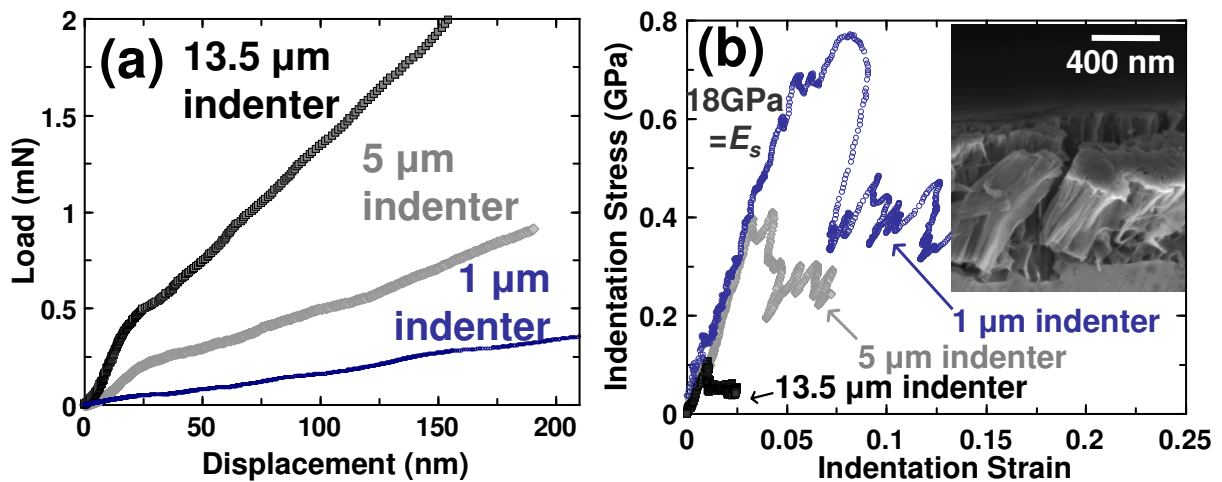 (a)
13.5 µm
indenter
5 µm
indenter
1 µm
indenter
Load (mN)
2
1.5
1
0.5
0
0
50
100
150
200
Displacement (nm)
(b)
18GPa
=Es
400 nm
1 µm indenter
5 µm indenter
13.5 µm indenter
Indentation Stress (GPa)
0.8
0.6
0.4
0.2
0
0
0.05
0.1
0.15
0.2
0.25
Indentation Strain